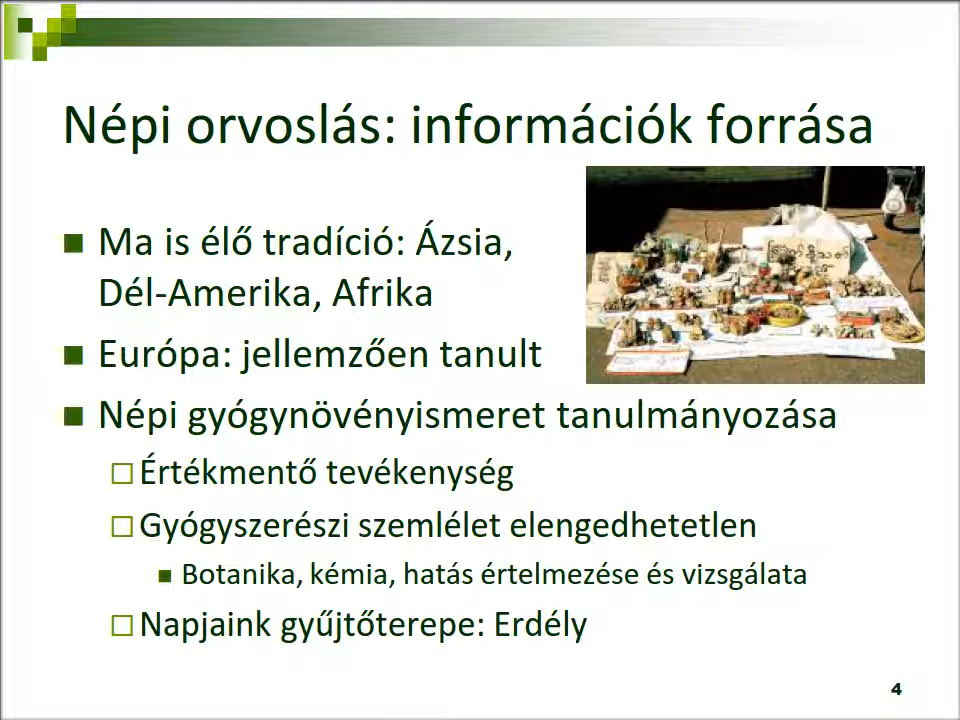 Népi orvoslás: információk forrása
Ma is élő tradíció: Ázsia,
Dél-Amerika, Afrika
Európa: jellemzően tanult
Népi gyógynövényismeret tanulmányozása
Értékmentő tevékenység
Gyógyszerészi szemlélet elengedhetetlen
Botanika, kémia, hatás értelmezése és vizsgálata
Napjaink gyűjtőterepe: Erdély
4